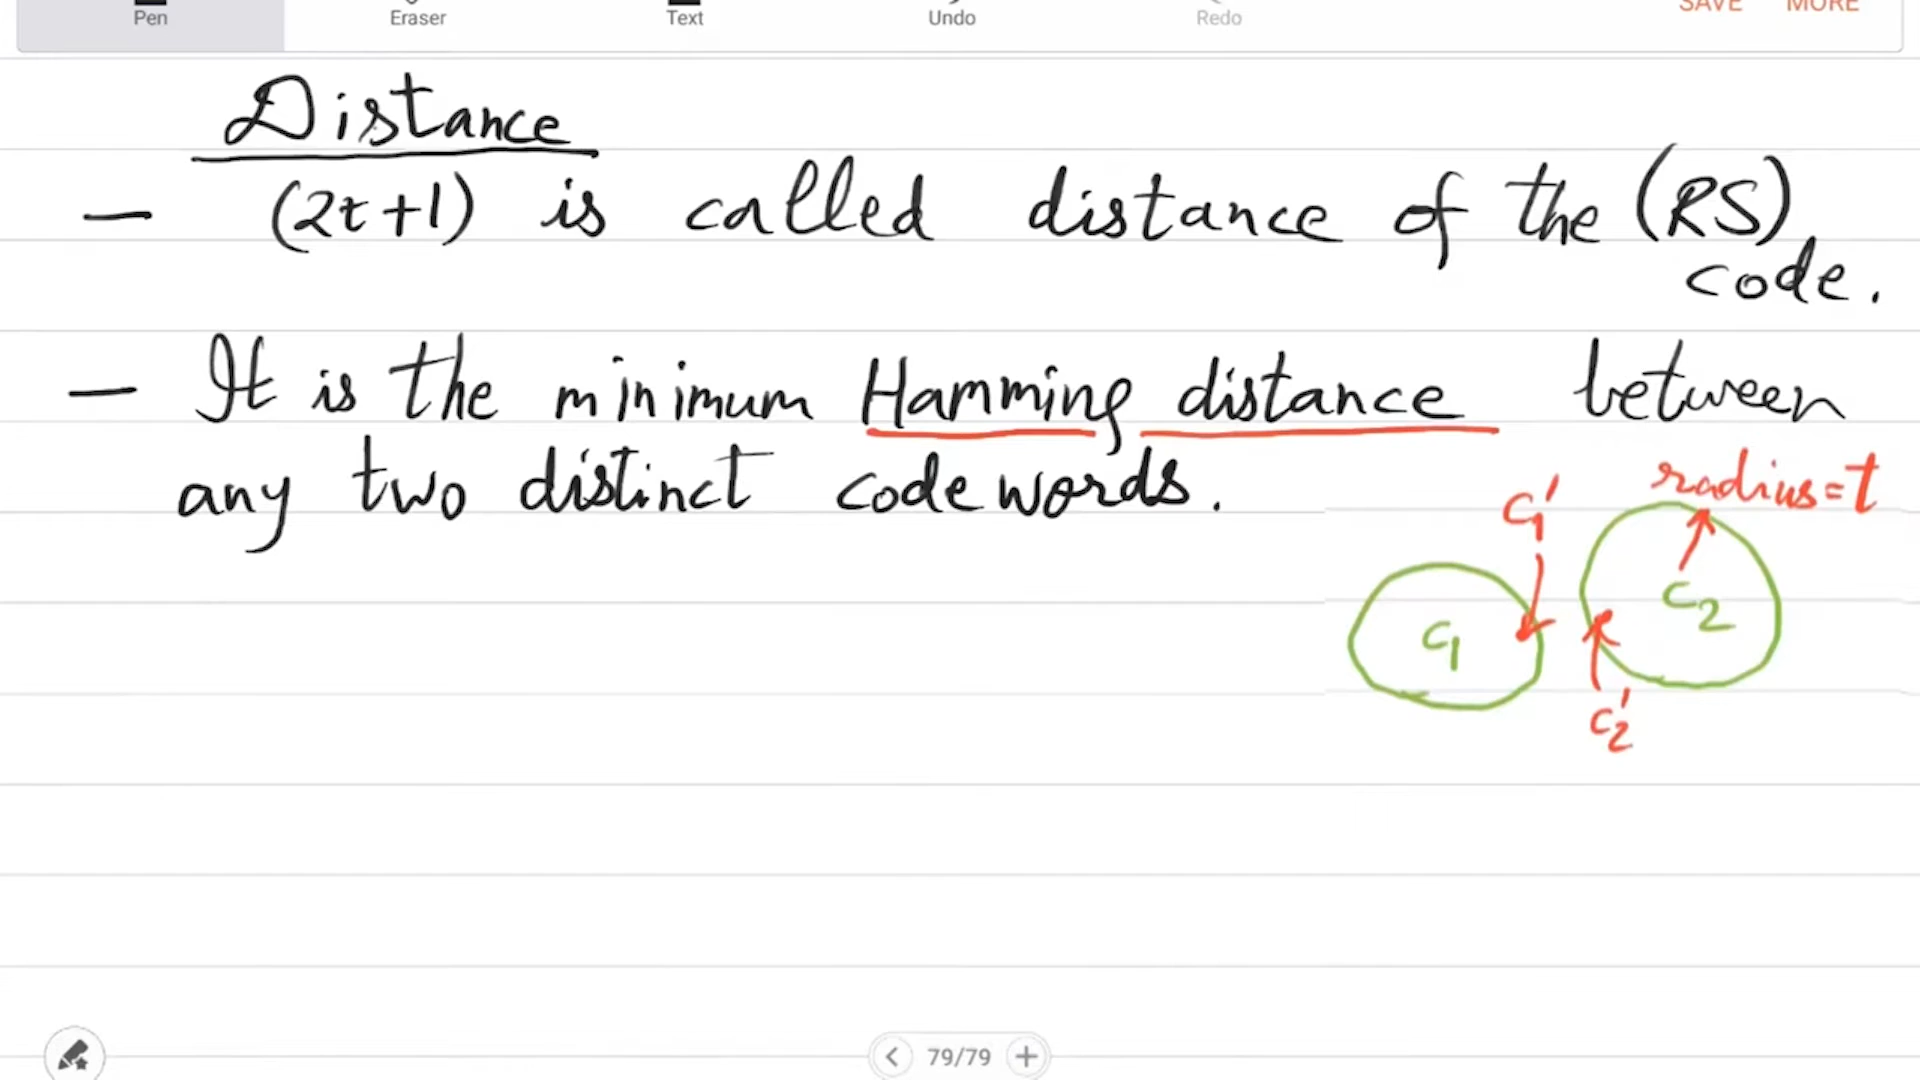 Pen Eraser Text Undo Redo SAVE MORE
Distance
— (2t+1) is called distance of the (RS)
code.
— It is the minimum Hamming distance between
any two distinct codewords.
radius = t
C1'
C2
C1
C2'
79/79